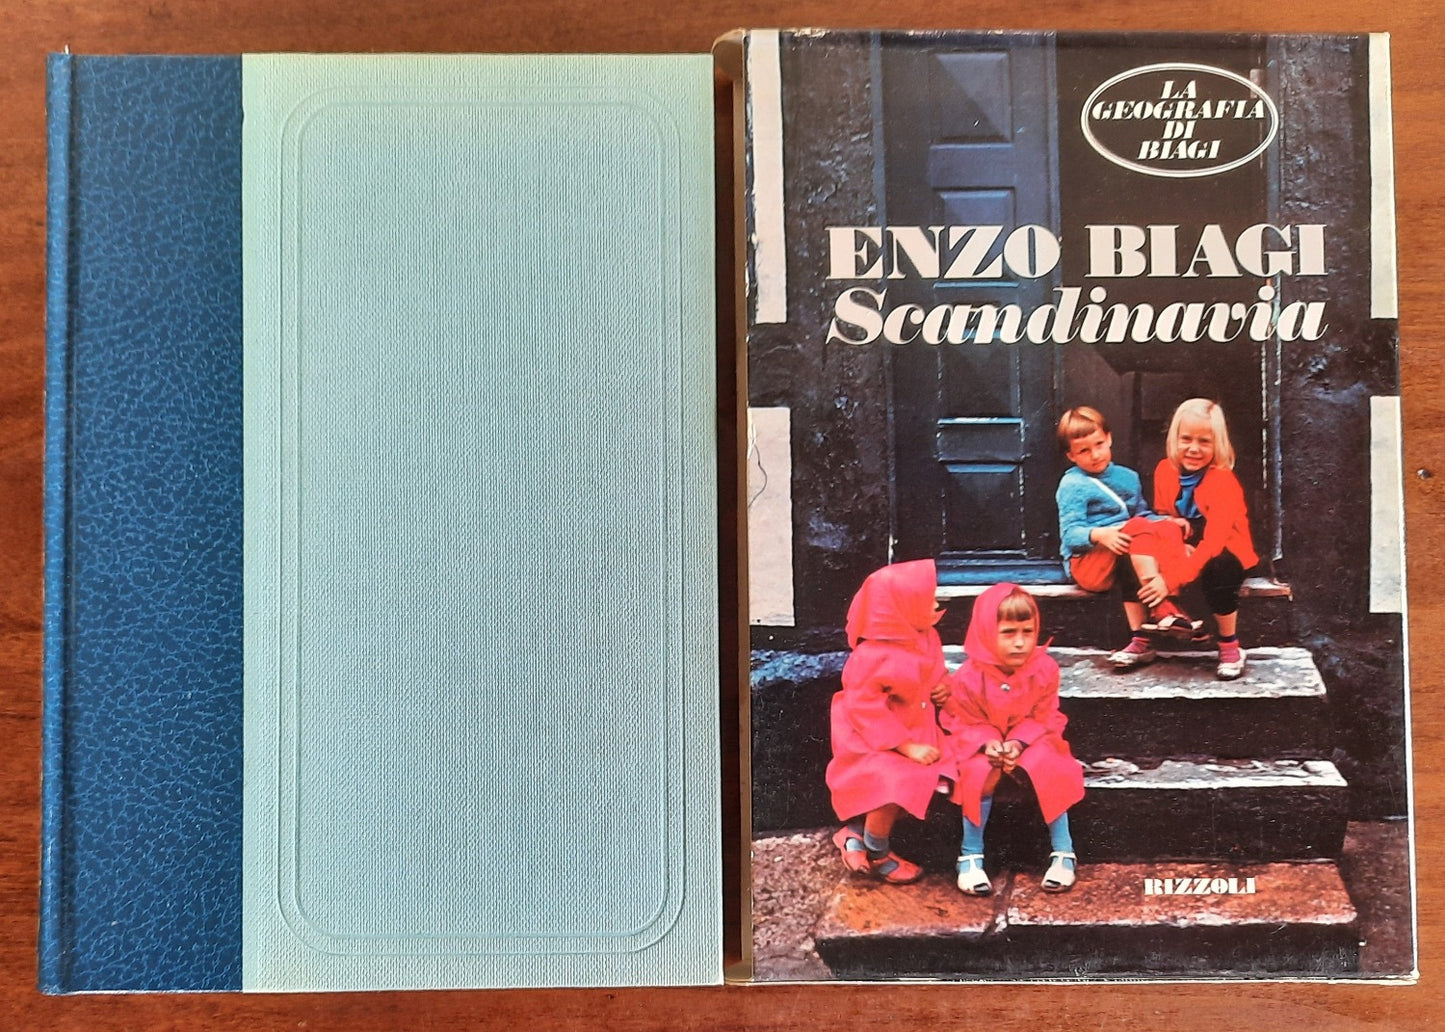 LA
GEOGRAFIA
DI
BIAGI
ENZO BIAGI
Scandinavia
RIZZOLI